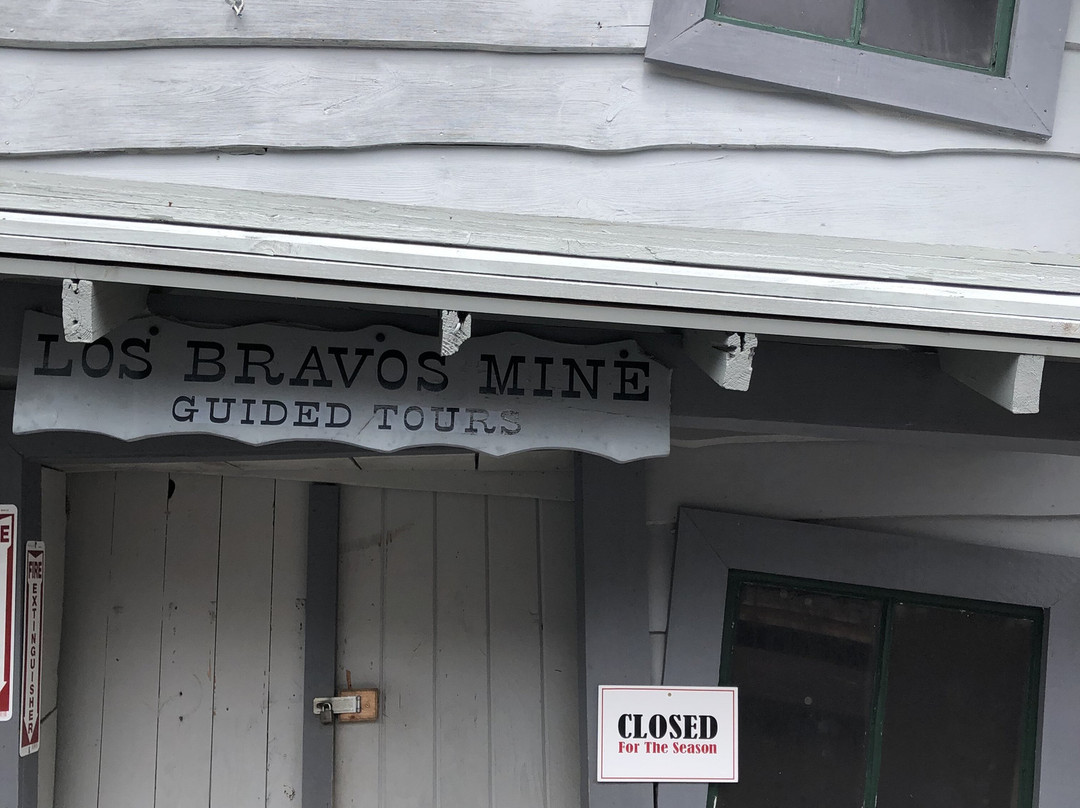 LOS BRAVOS MINE
GUIDED TOURS
E
FIRE
EXTINGUISHER
CLOSED
For The Season